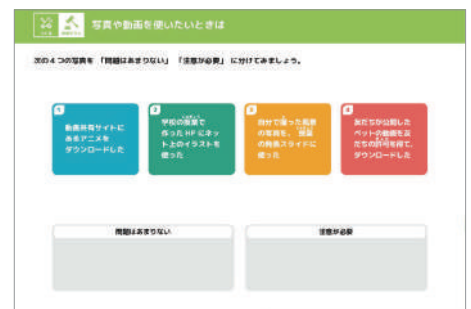 写真や動画を使いたいときは
次の4つの写真を「問題はあまりない」「注意が必要」に分けてみましょう。
1
動画共有サイトに
あるアニメを
ダウンロードした
2
学校の授業で
作ったHPにネッ
ト上のイラストを
使った
3
自分で撮った風景
の写真を、授業
の発表スライドに
使った
4
友だちが公開した
ペットの動画を友
だちの許可を得て、
ダウンロードした
問題はあまりない
注意が必要